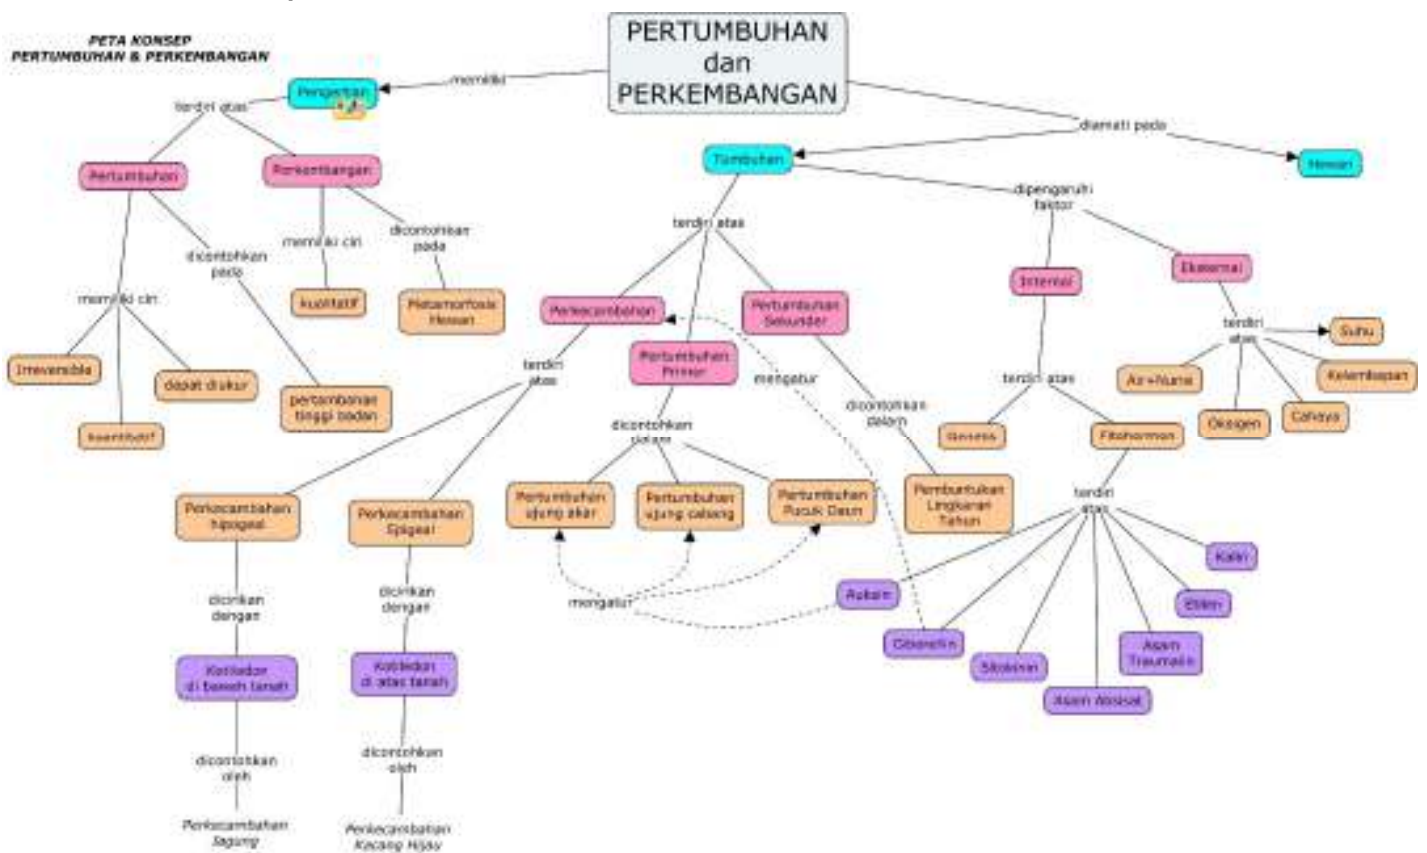 PETA KONSEP
PERTUMBUHAN & PERKEMBANGAN
PERTUMBUHAN
dan
PERKEMBANGAN
memiliki
Pengertian
terdiri atas
Pertumbuhan
Perkembangan
memiliki ciri
dicontohkan
pada
kualitatif
Metamorfosis
Hewan
memiliki ciri
dicontohkan
pada
Irreversible
kuantitatif
dapat diukur
pertambahan
tinggi badan
diamati pada
Tumbuhan
Hewan
terdiri atas
dipengaruhi
faktor
Perkecambahan
Pertumbuhan
Primer
Pertumbuhan
Sekunder
Internal
Eksternal
terdiri
atas
mengatur
dicontohkan
dalam
dicontohkan
dalam
terdiri atas
terdiri
atas
Suhu
Kelembapan
Cahaya
Oksigen
Fitohormon
Perkecambahan
hipogeal
Perkecambahan
Epigeal
Pertumbuhan
ujung akar
Pertumbuhan
ujung cabang
Pertumbuhan
Pucuk Daun
Pembentukan
Lingkaran
Tahun
terdiri
atas
dicirikan
dengan
dicirikan
dengan
mengatur
Auksin
Giberellin
Sitokinin
Asam Absisat
Asam
Traumalin
Etilen
Kalin
Kotiledon
di bawah tanah
Kotiledon
di atas tanah
dicontohkan
oleh
dicontohkan
oleh
Perkecambahan
Jagung
Perkecambahan
Kacang Hijau